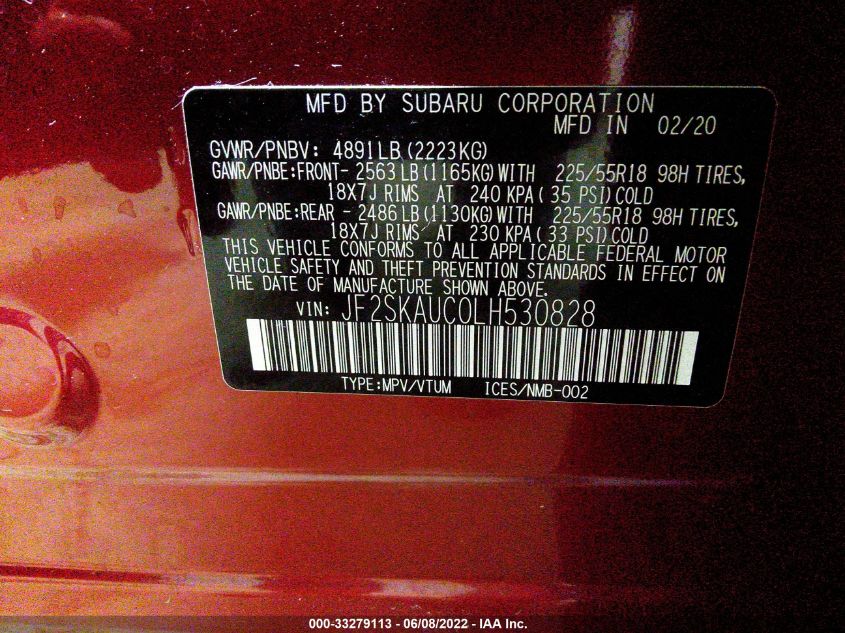 MFD BY SUBARU CORPORATION
MFD IN 02/20
GVWR/PNBV: 4891LB(2223KG)
GAWR/PNBE:FRONT- 2563LB(1165KG)WITH 225/55R18 98H TIRES,
18X7J RIMS AT 240 KPA( 35 PSI)COLD
GAWR/PNBE:REAR - 2486LB(1130KG)WITH 225/55R18 98H TIRES,
18X7J RIMS AT 230 KPA( 33 PSI)COLD
THIS VEHICLE CONFORMS TO ALL APPLICABLE FEDERAL MOTOR
VEHICLE SAFETY AND THEFT PREVENTION STANDARDS IN EFFECT ON
THE DATE OF MANUFACTURE SHOWN ABOVE.
VIN: JF2SKAUC0LH530828
TYPE:MPV/VTUM ICES/NMB-002
000-33279113 - 06/08/2022 - IAA Inc.